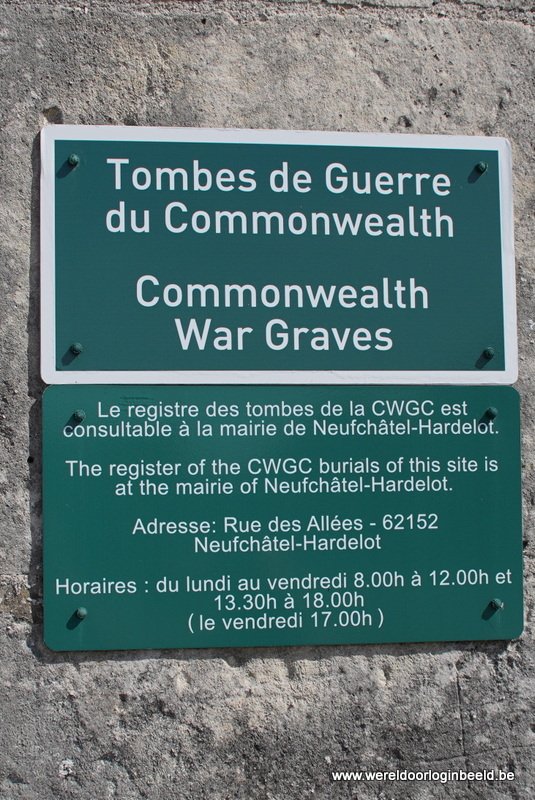 Tombes de Guerre
du Commonwealth
Commonwealth
War Graves
Le registre des tombes de la CWGC est
consultable à la mairie de Neufchâtel-Hardelot.
The register of the CWGC burials of this site is
at the mairie of Neufchâtel-Hardelot.
Adresse: Rue des Allées - 62152
Neufchâtel-Hardelot
Horaires : du lundi au vendredi 8.00h à 12.00h et
13.30h à 18.00h
( le vendredi 17.00h )
www.wereldoorloginbeeld.be